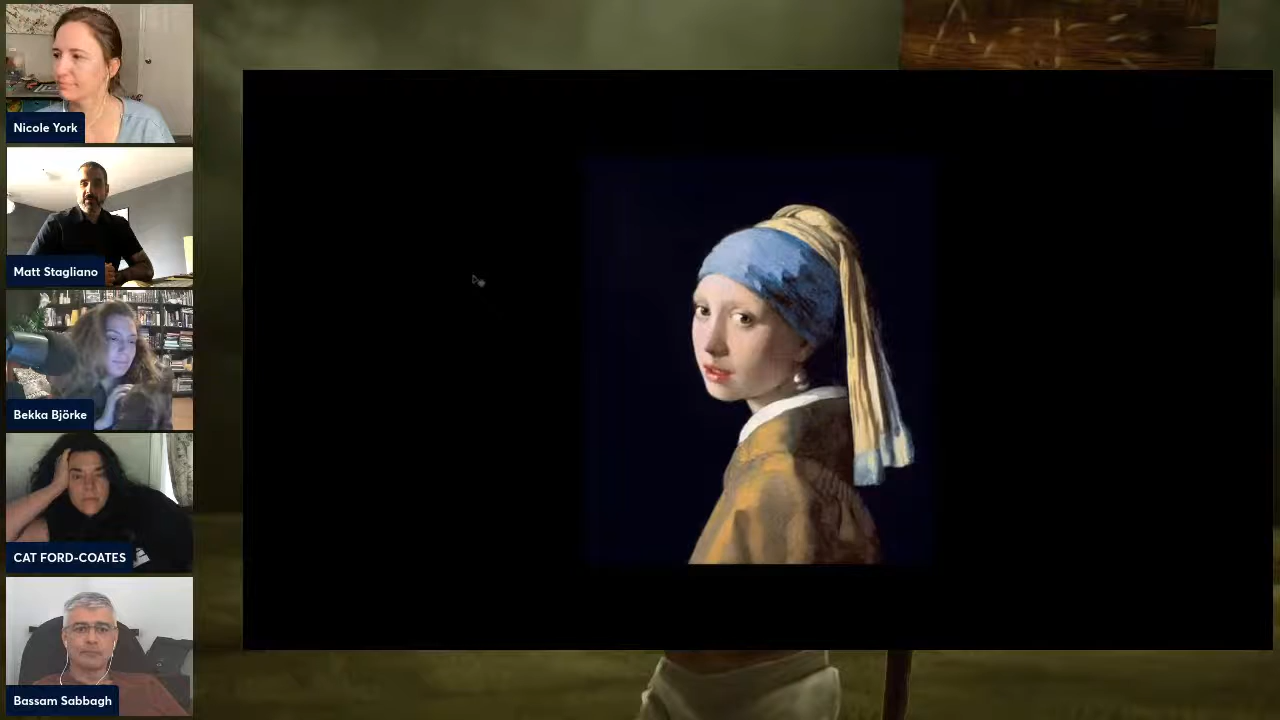 Nicole York
Matt Stagliano
Bekka Björke
CAT FORD-COATES
Bassam Sabbagh